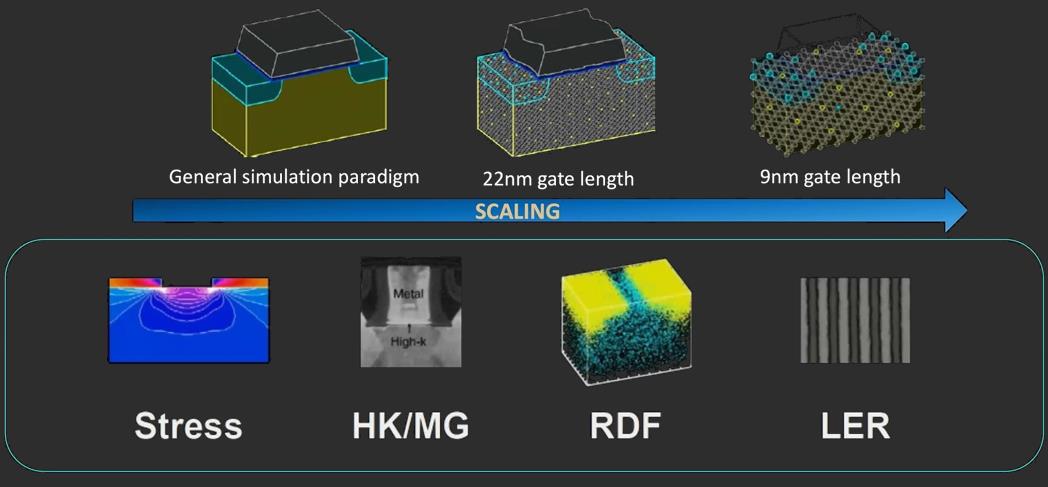 General simulation paradigm
22nm gate length
9nm gate length
SCALING
Metal
High-k
Stress
HK/MG
RDF
LER